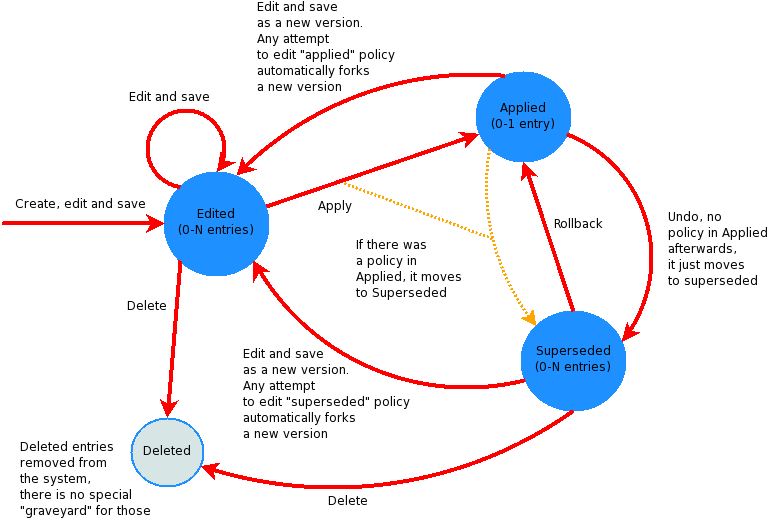 Edit and save
as a new version.
Any attempt
to edit "applied" policy
automatically forks
a new version
Edit and save
Applied
(0-1 entry)
Create, edit and save
Edited
(0-N entries)
Apply
Rollback
Undo, no
policy in Applied
afterwards,
it just moves
to superseded
If there was
a policy in
Applied, it moves
to Superseded
Delete
Superseded
(0-N entries)
Edit and save
as a new version.
Any attempt
to edit "superseded" policy
automatically forks
a new version
Deleted
Deleted entries
removed from
the system,
there is no special
"graveyard" for those
Delete